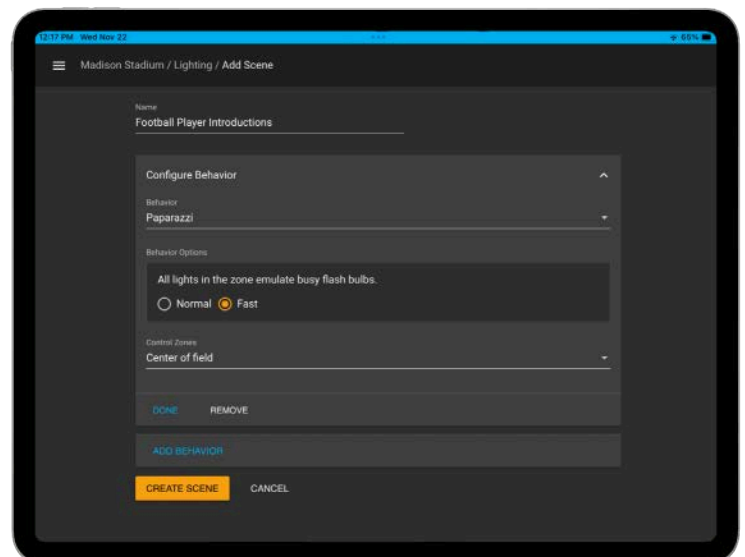 12:17 PM Wed Nov 22
65%
Madison Stadium / Lighting / Add Scene
Name
Football Player Introductions
Configure Behavior
Behavior
Paparazzi
Behavior Options
All lights in the zone emulate busy flash bulbs.
Normal Fast
Control Zones
Center of field
DONE REMOVE
ADD BEHAVIOR
CREATE SCENE CANCEL